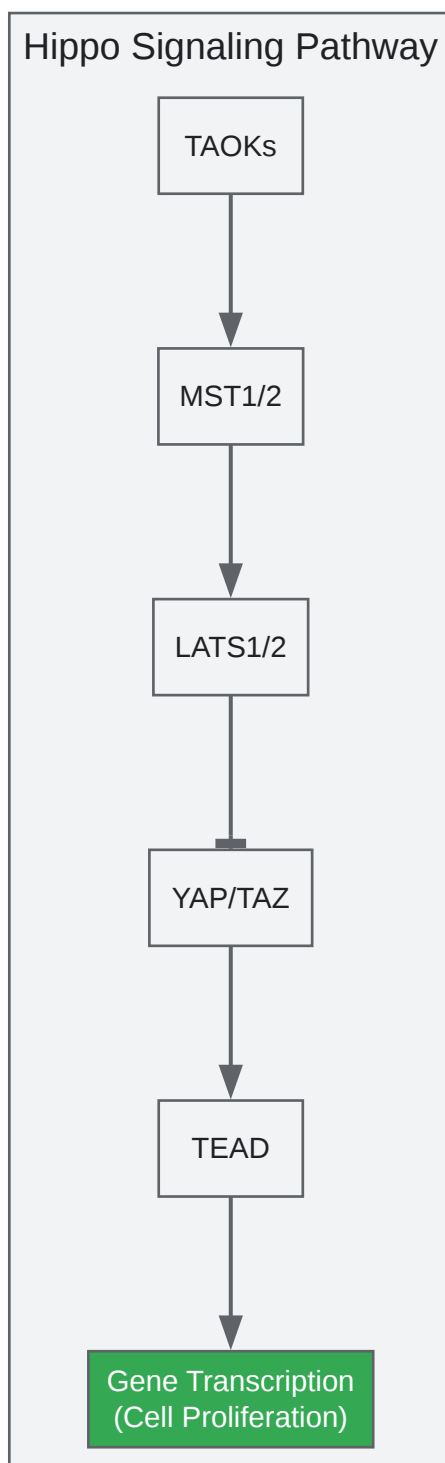 Hippo Signaling Pathway
TAOKs
MST1/2
LATS1/2
YAP/TAZ
TEAD
Gene Transcription
(Cell Proliferation)